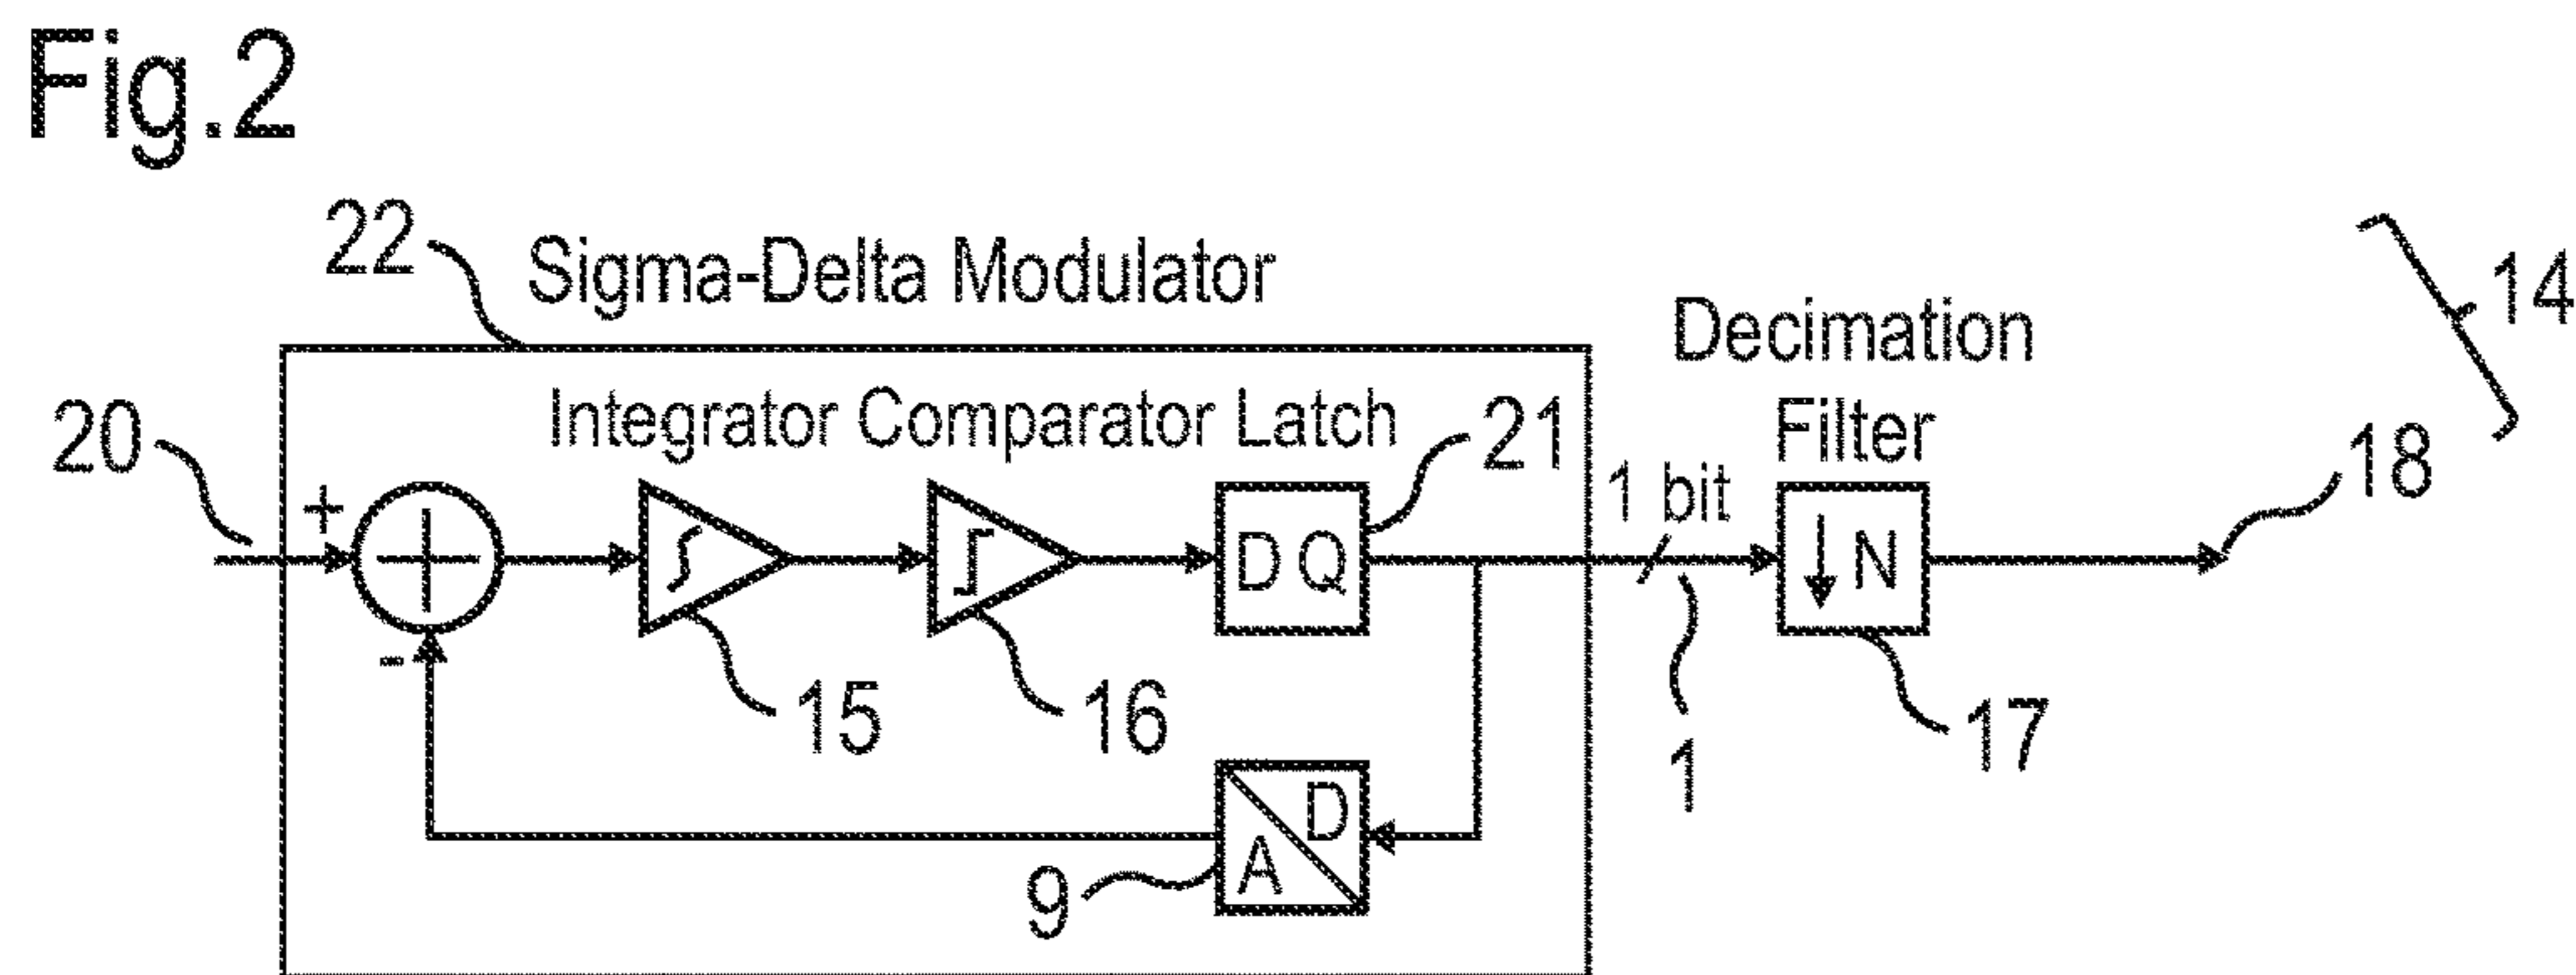 Fig.2
22 Sigma-Delta Modulator
14
Decimation
Filter
20
Integrator Comparator Latch
21
18
+
1 bit
D Q
↓ N
-
15
16
1
17
D
A
9